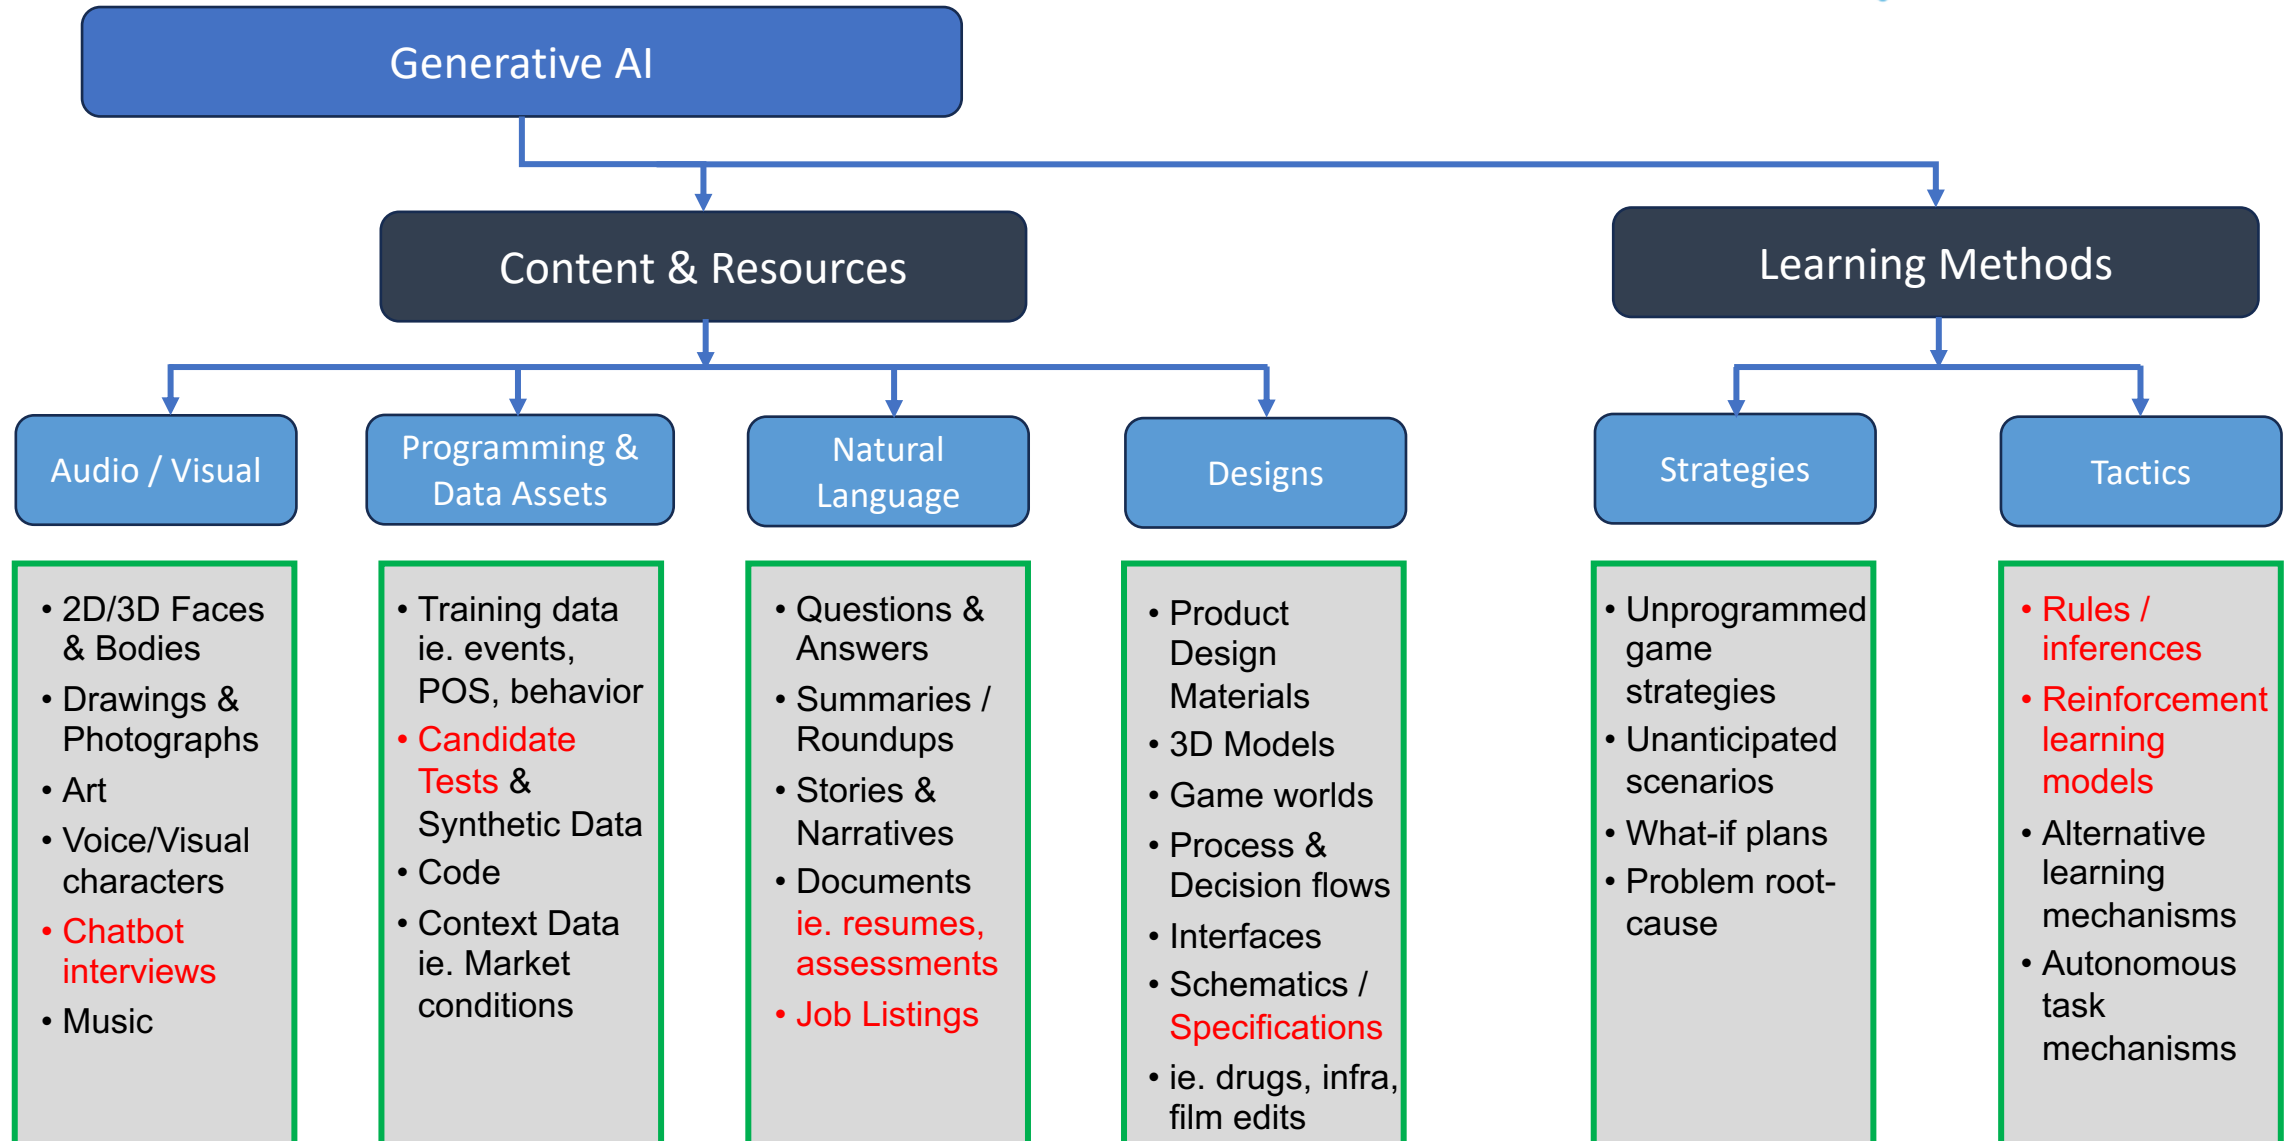 Generative AI
Content & Resources
Learning Methods
Audio / Visual
Programming &
Data Assets
Natural
Language
Designs
Strategies
Tactics
• 2D/3D Faces
& Bodies
• Drawings &
Photographs
• Art
• Voice/Visual
characters
• Chatbot
interviews
• Music
• Training data
ie. events,
POS, behavior
• Candidate
Tests &
Synthetic Data
• Code
• Context Data
ie. Market
conditions
• Questions &
Answers
• Summaries /
Roundups
• Stories &
Narratives
• Documents
ie. resumes,
assessments
• Job Listings
• Product
Design
Materials
• 3D Models
• Game worlds
• Process &
Decision flows
• Interfaces
• Schematics /
Specifications
• ie. drugs, infra,
film edits
• Unprogrammed
game
strategies
• Unanticipated
scenarios
• What-if plans
• Problem root-
cause
• Rules /
inferences
• Reinforcement
learning
models
• Alternative
learning
mechanisms
• Autonomous
task
mechanisms